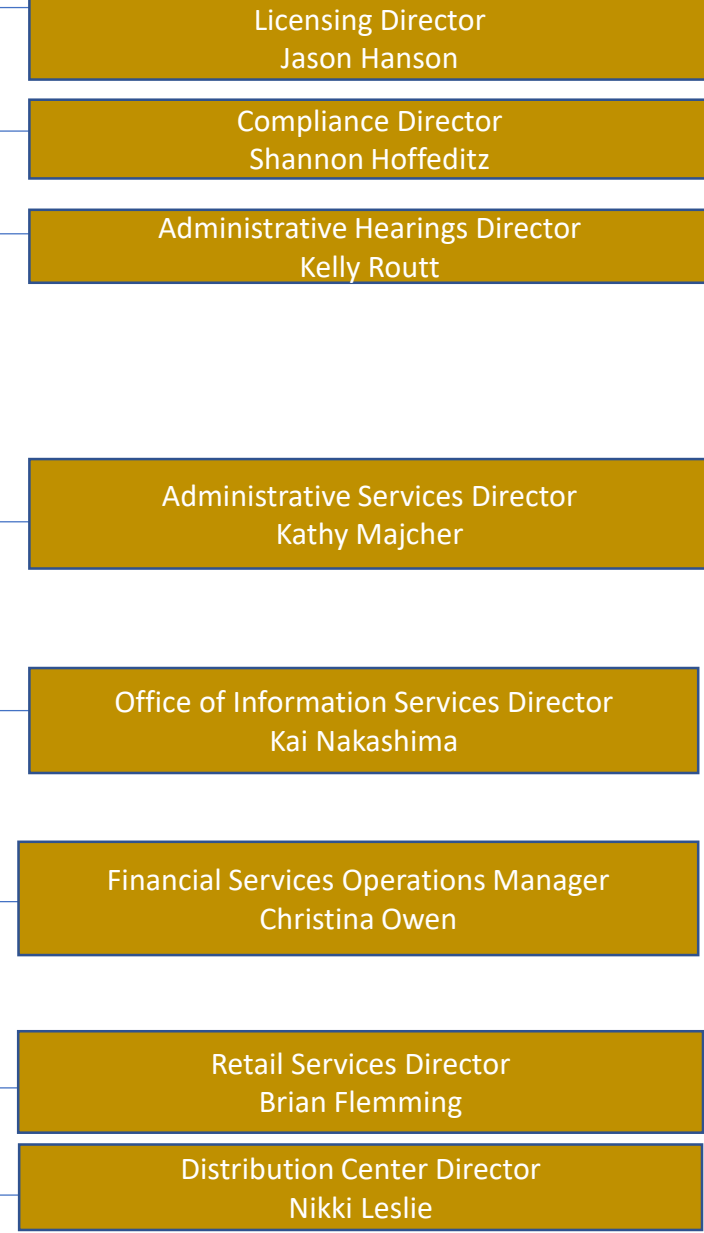 Licensing Director
Jason Hanson
Compliance Director
Shannon Hoffeditz
Administrative Hearings Director
Kelly Routt
Administrative Services Director
Kathy Majcher
Office of Information Services Director
Kai Nakashima
Financial Services Operations Manager
Christina Owen
Retail Services Director
Brian Flemming
Distribution Center Director
Nikki Leslie